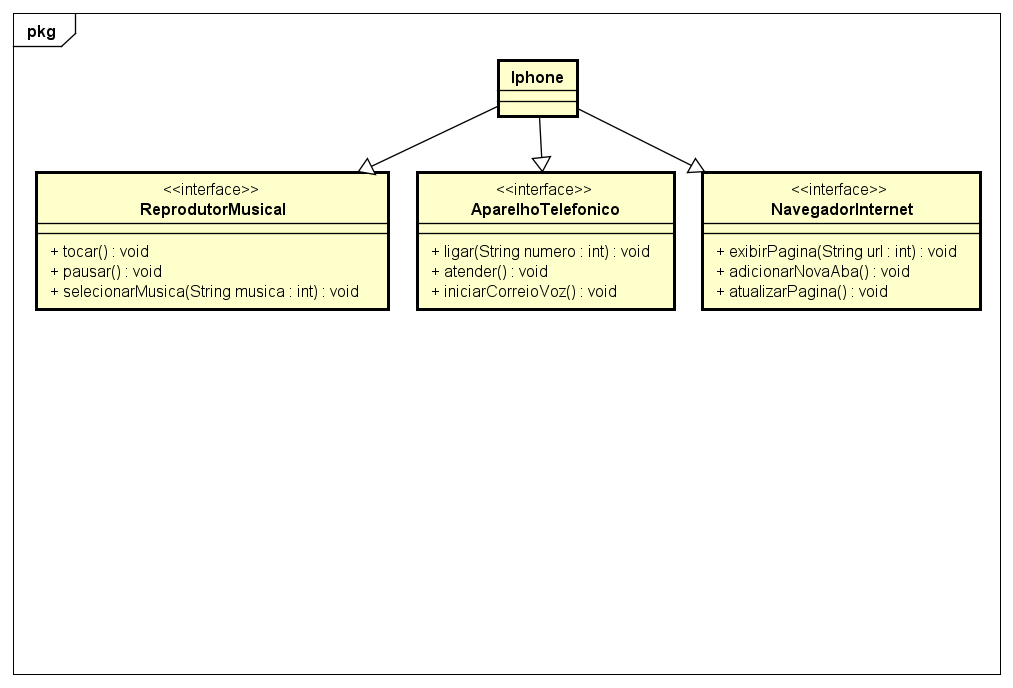 pkg
Iphone
<<interface>>
ReprodutorMusical
+ tocar() : void
+ pausar() : void
+ selecionarMusica(String musica : int) : void
<<interface>>
AparelhoTelefonico
+ ligar(String numero : int) : void
+ atender() : void
+ iniciarCorreioVoz() : void
<<interface>>
NavegadorInternet
+ exibirPagina(String url : int) : void
+ adicionarNovaAba() : void
+ atualizarPagina() : void